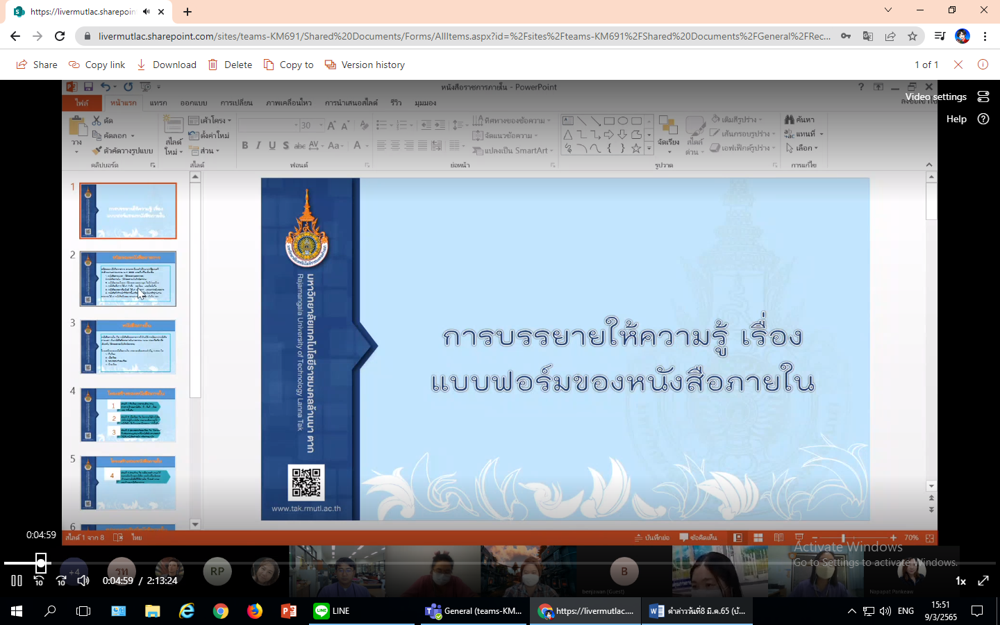 https://livermutlac.sharepoin
livermutlac.sharepoint.com/sites/teams-KM691/Shared%20Documents/Forms/AllItems.aspx?id=%2Fsites%2Fteams-KM691%2FShared%20Documents%2FGeneral%2FRec...
Share Copy link Download Delete Copy to Version history 1 of 1
หนังสือราชการภายใน - PowerPoint
Video settings
Help
ไฟล์ หน้าแรก แทรก ออกแบบ การเปลี่ยน ภาพเคลื่อนไหว การนำเสนอสไลด์ รีวิว มุมมอง
วาง ตัด คัดลอก ตัวคัดวางรูปแบบ
สไลด์ใหม่ เค้าโครง ตั้งค่าใหม่ ส่วน
30
B I U S abc AV Aa A
ทิศทางของข้อความ
จัดแนวข้อความ
แปลงเป็น SmartArt
จัดเรียง สไตล์ด่วน
เติมสีรูปร่าง
เส้นกรอบรูปร่าง
เอฟเฟ็กต์รูปร่าง
ค้นหา
แทนที่
เลือก
คลิปบอร์ด สไลด์ ฟอนต์ ย่อหน้า รูปวาด การแก้ไข
1
2
3
4
1
2
3
5
4
6
มหาวิทยาลัยเทคโนโลยีราชมงคลล้านนา ตาก
Rajamangala University of Technology Lanna Tak
www.tak.rmutl.ac.th
การบรรยายให้ความรู้ เรื่อง
แบบฟอร์มของหนังสือภายใน
สไลด์ 1 จาก 8 ไทย บันทึกย่อ ข้อคิดเห็น 70%
0:04:59
Activate Windows
Go to Settings to activate Windows.
+4 รท RP B
benjawan (Guest)
Napapat Pankeaw
10 10 0:04:59 / 2:13:24 1x
LINE General (teams-KM... https://livermutlac.... คำล่าวันที่8 มี.ค.65 (บ้... ENG
15:51
9/3/2565